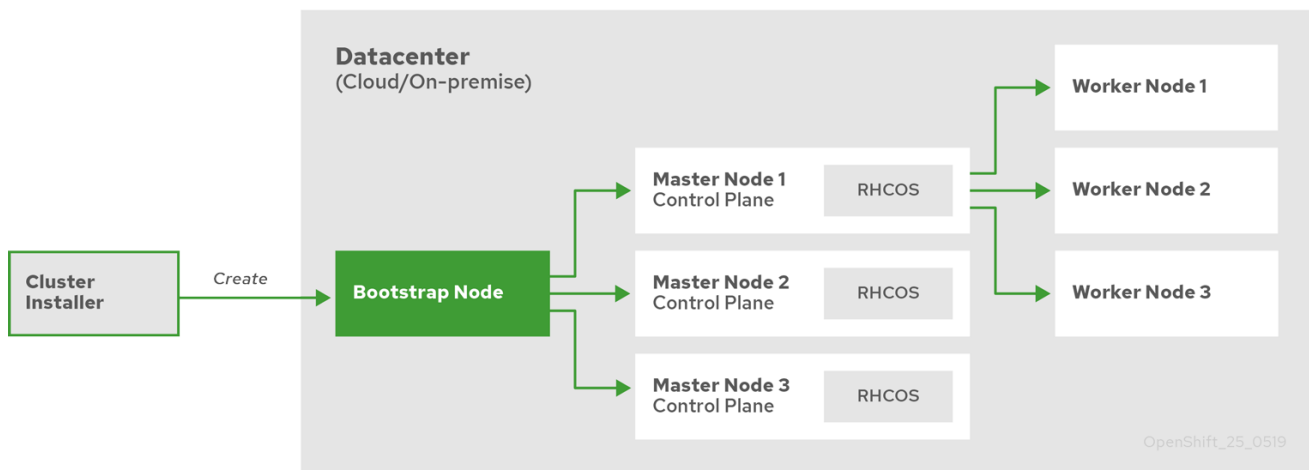 Datacenter
(Cloud/On-premise)
Cluster
Installer
Create
Bootstrap Node
Master Node 1
Control Plane
RHCOS
Master Node 2
Control Plane
RHCOS
Master Node 3
Control Plane
RHCOS
Worker Node 1
Worker Node 2
Worker Node 3
OpenShift_25_0519